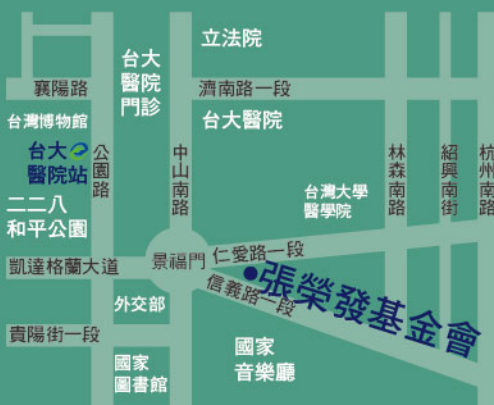 立法院
台大
醫院
門診
襄陽路
濟南路一段
台灣博物館
台大醫院
台大
醫院站
公園路
中山南路
林森南路
紹興南街
杭州南路
台灣大學
醫學院
二二八
和平公園
凱達格蘭大道
景福門
仁愛路一段
信義路一段
張榮發基金會
外交部
貴陽街一段
國家
圖書館
國家
音樂廳